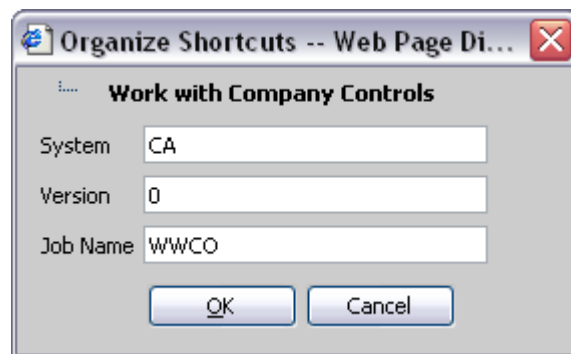 Organize Shortcuts -- Web Page Di...
Work with Company Controls
System CA
Version 0
Job Name WWCO
OK Cancel